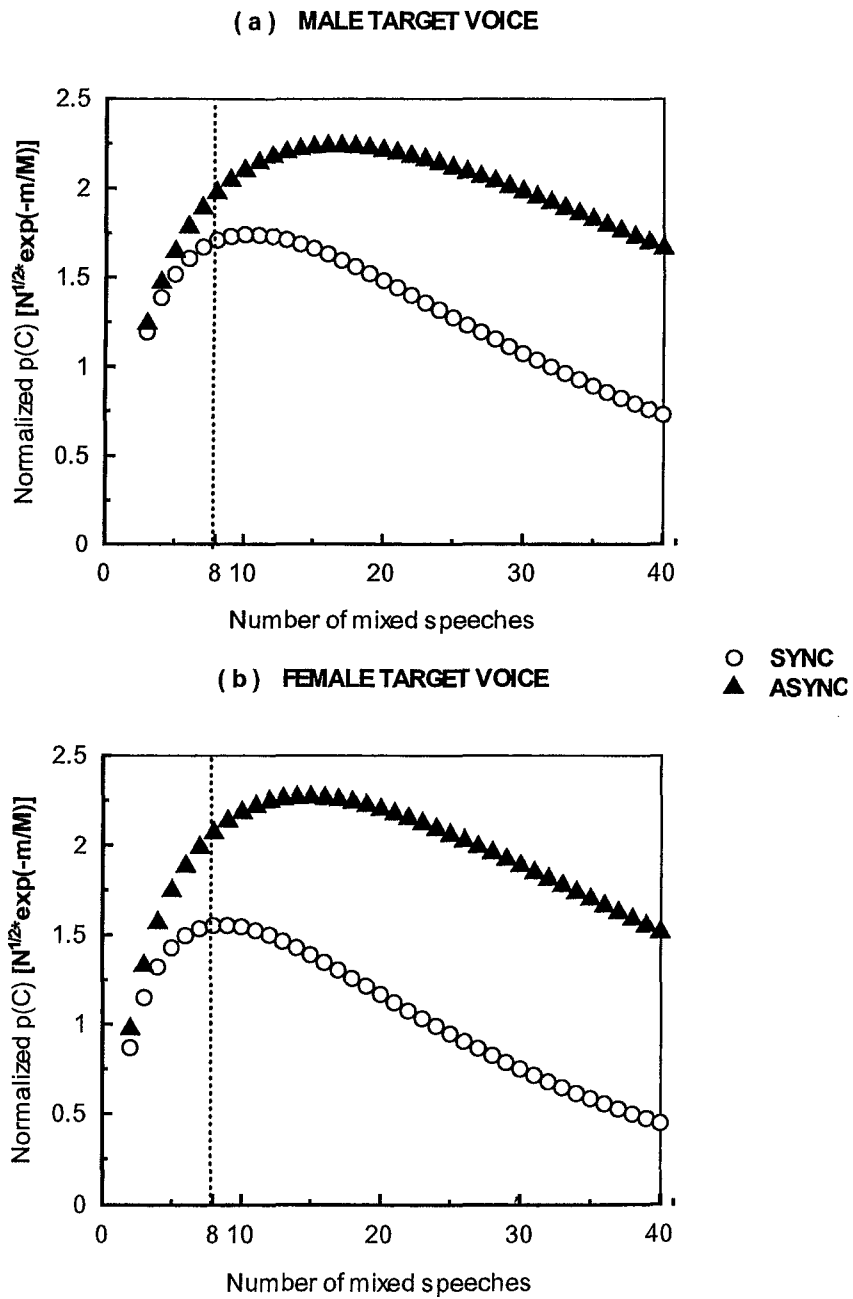 ( a ) MALE TARGET VOICE
2.5
2
1.5
1
0.5
0
Normalized p(C) [N^1/2*exp(-m/M)]
0 8 10 20 30 40
Number of mixed speeches
SYNC
ASYNC
( b ) FEMALE TARGET VOICE
2.5
2
1.5
1
0.5
0
Normalized p(C) [N^1/2*exp(-m/M)]
0 8 10 20 30 40
Number of mixed speeches